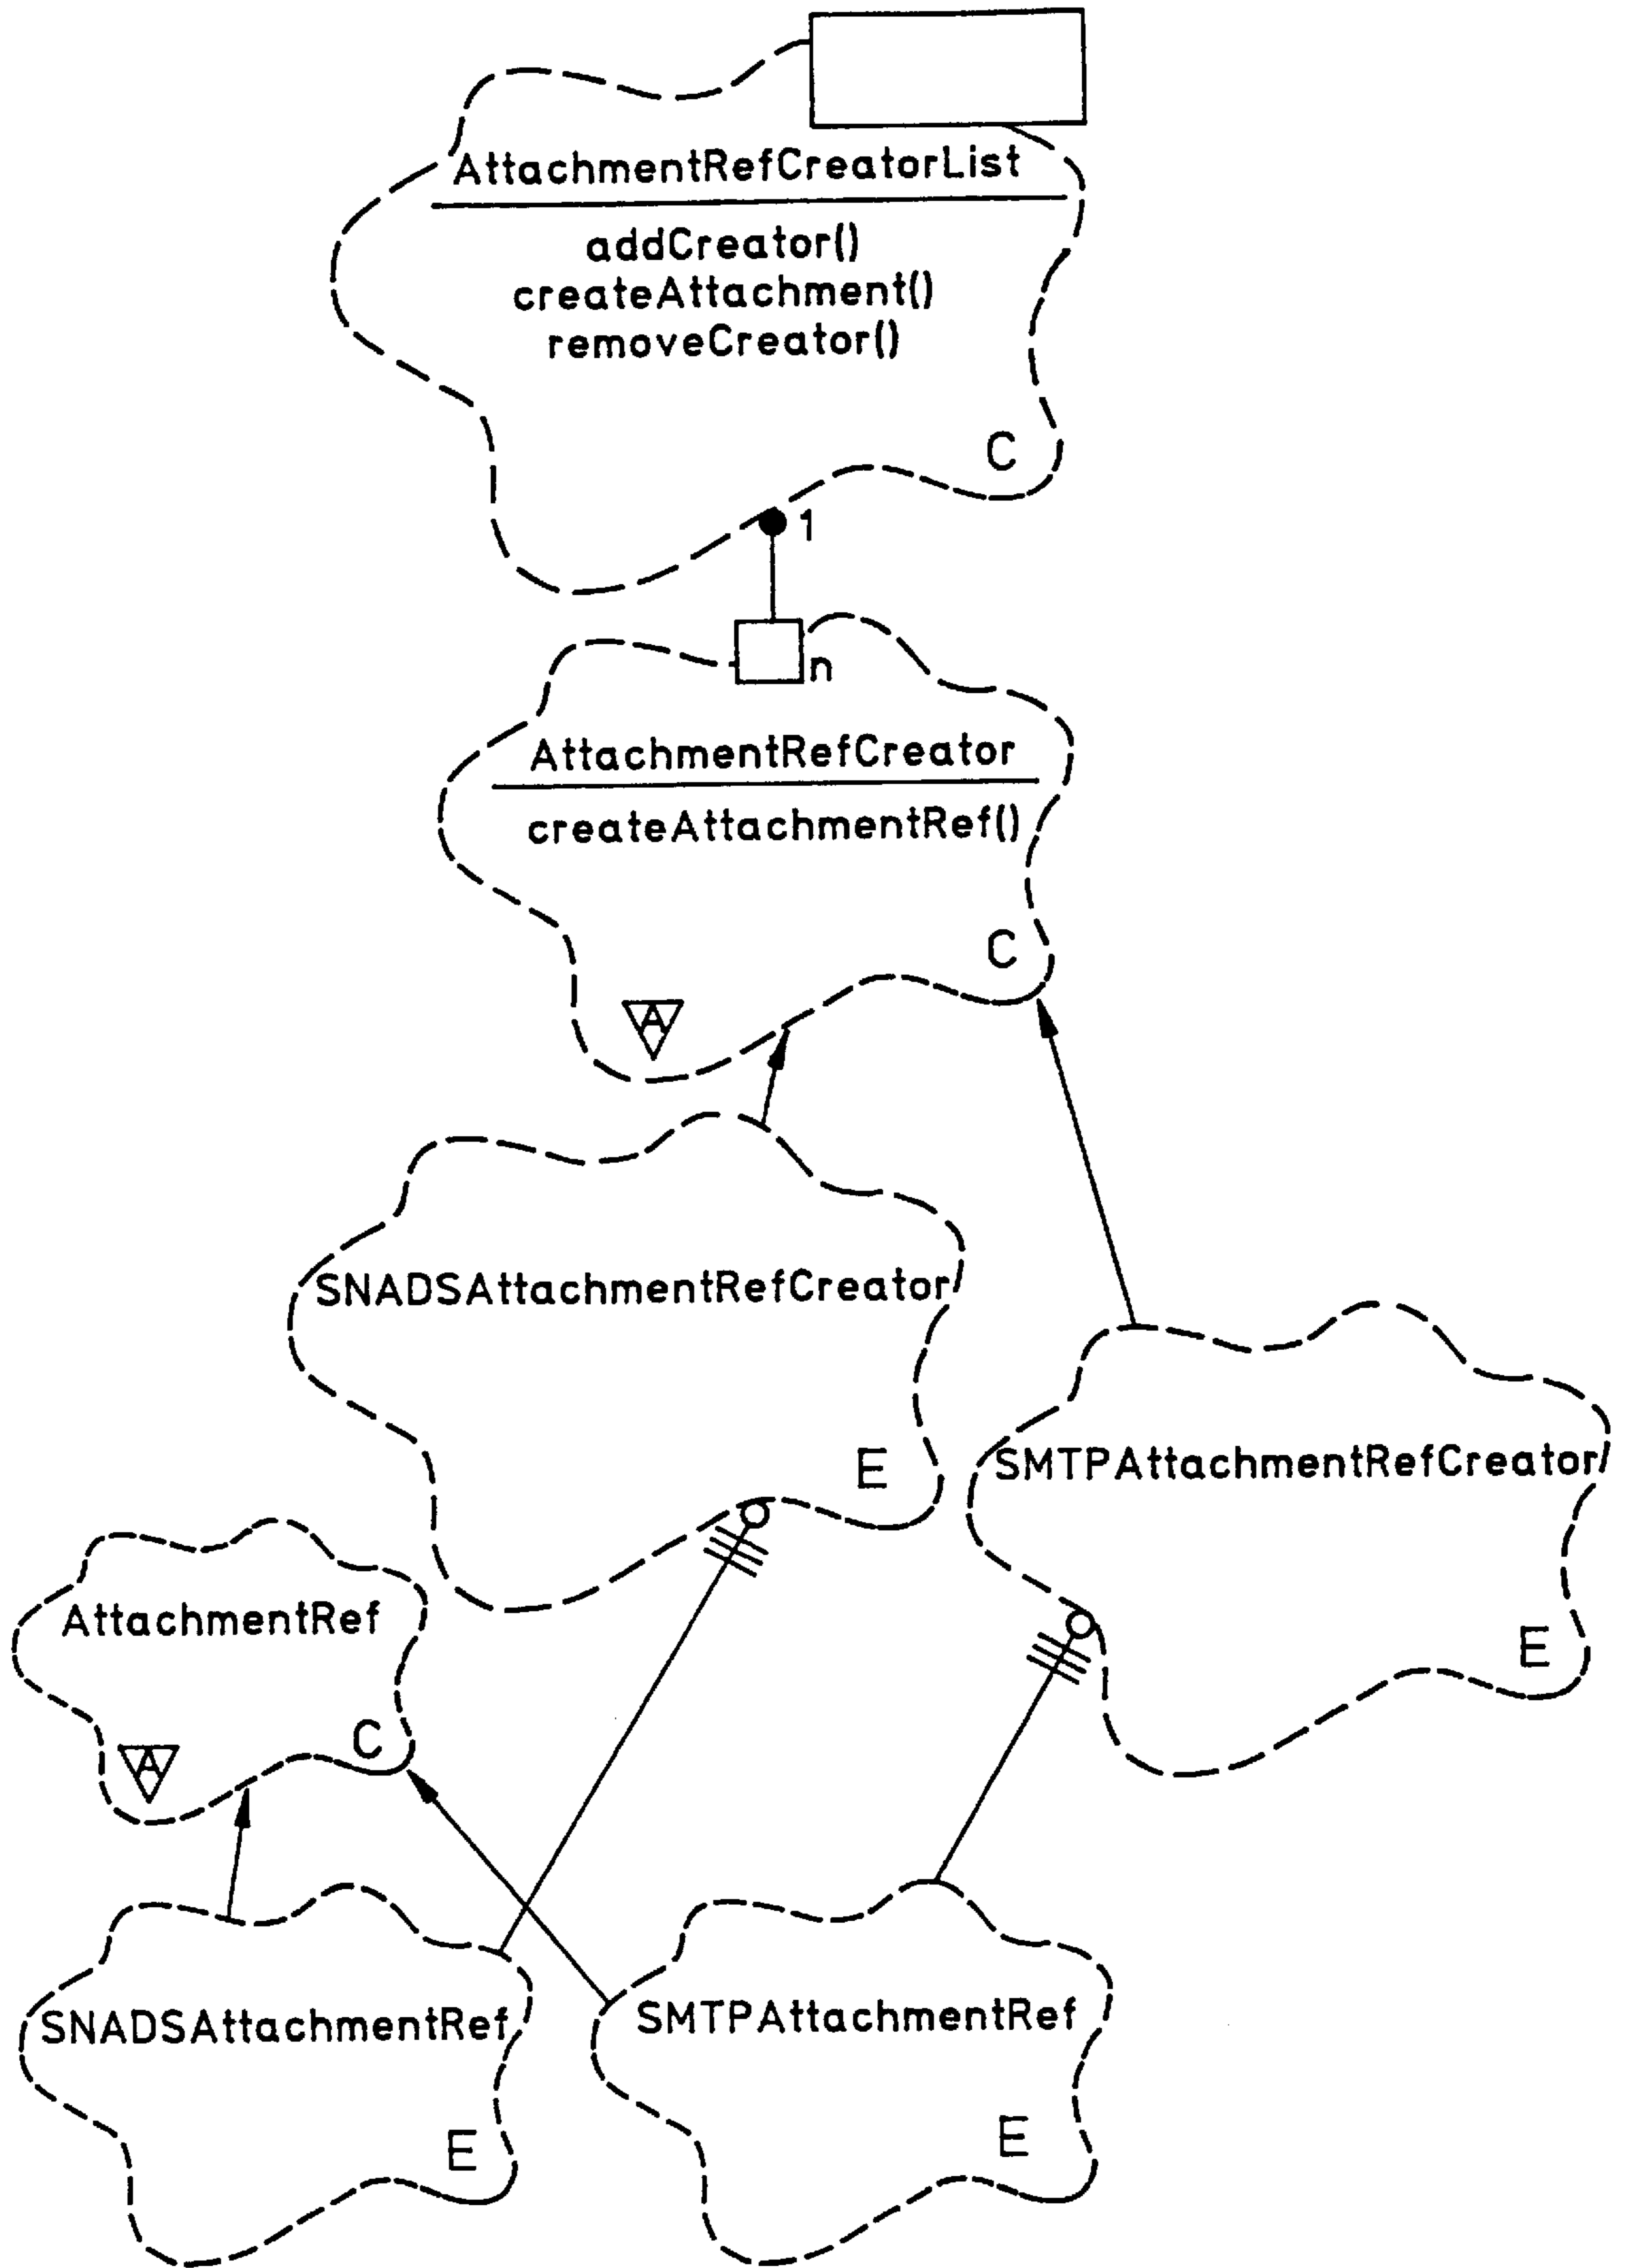 AttachmentRefCreatorList
addCreator()
createAttachment()
removeCreator()
C
1
n
AttachmentRefCreator
createAttachmentRef()
C
A
SNADSAttachmentRefCreator
E
SMTPAttachmentRefCreator
E
AttachmentRef
C
A
SNADSAttachmentRef
E
SMTPAttachmentRef
E